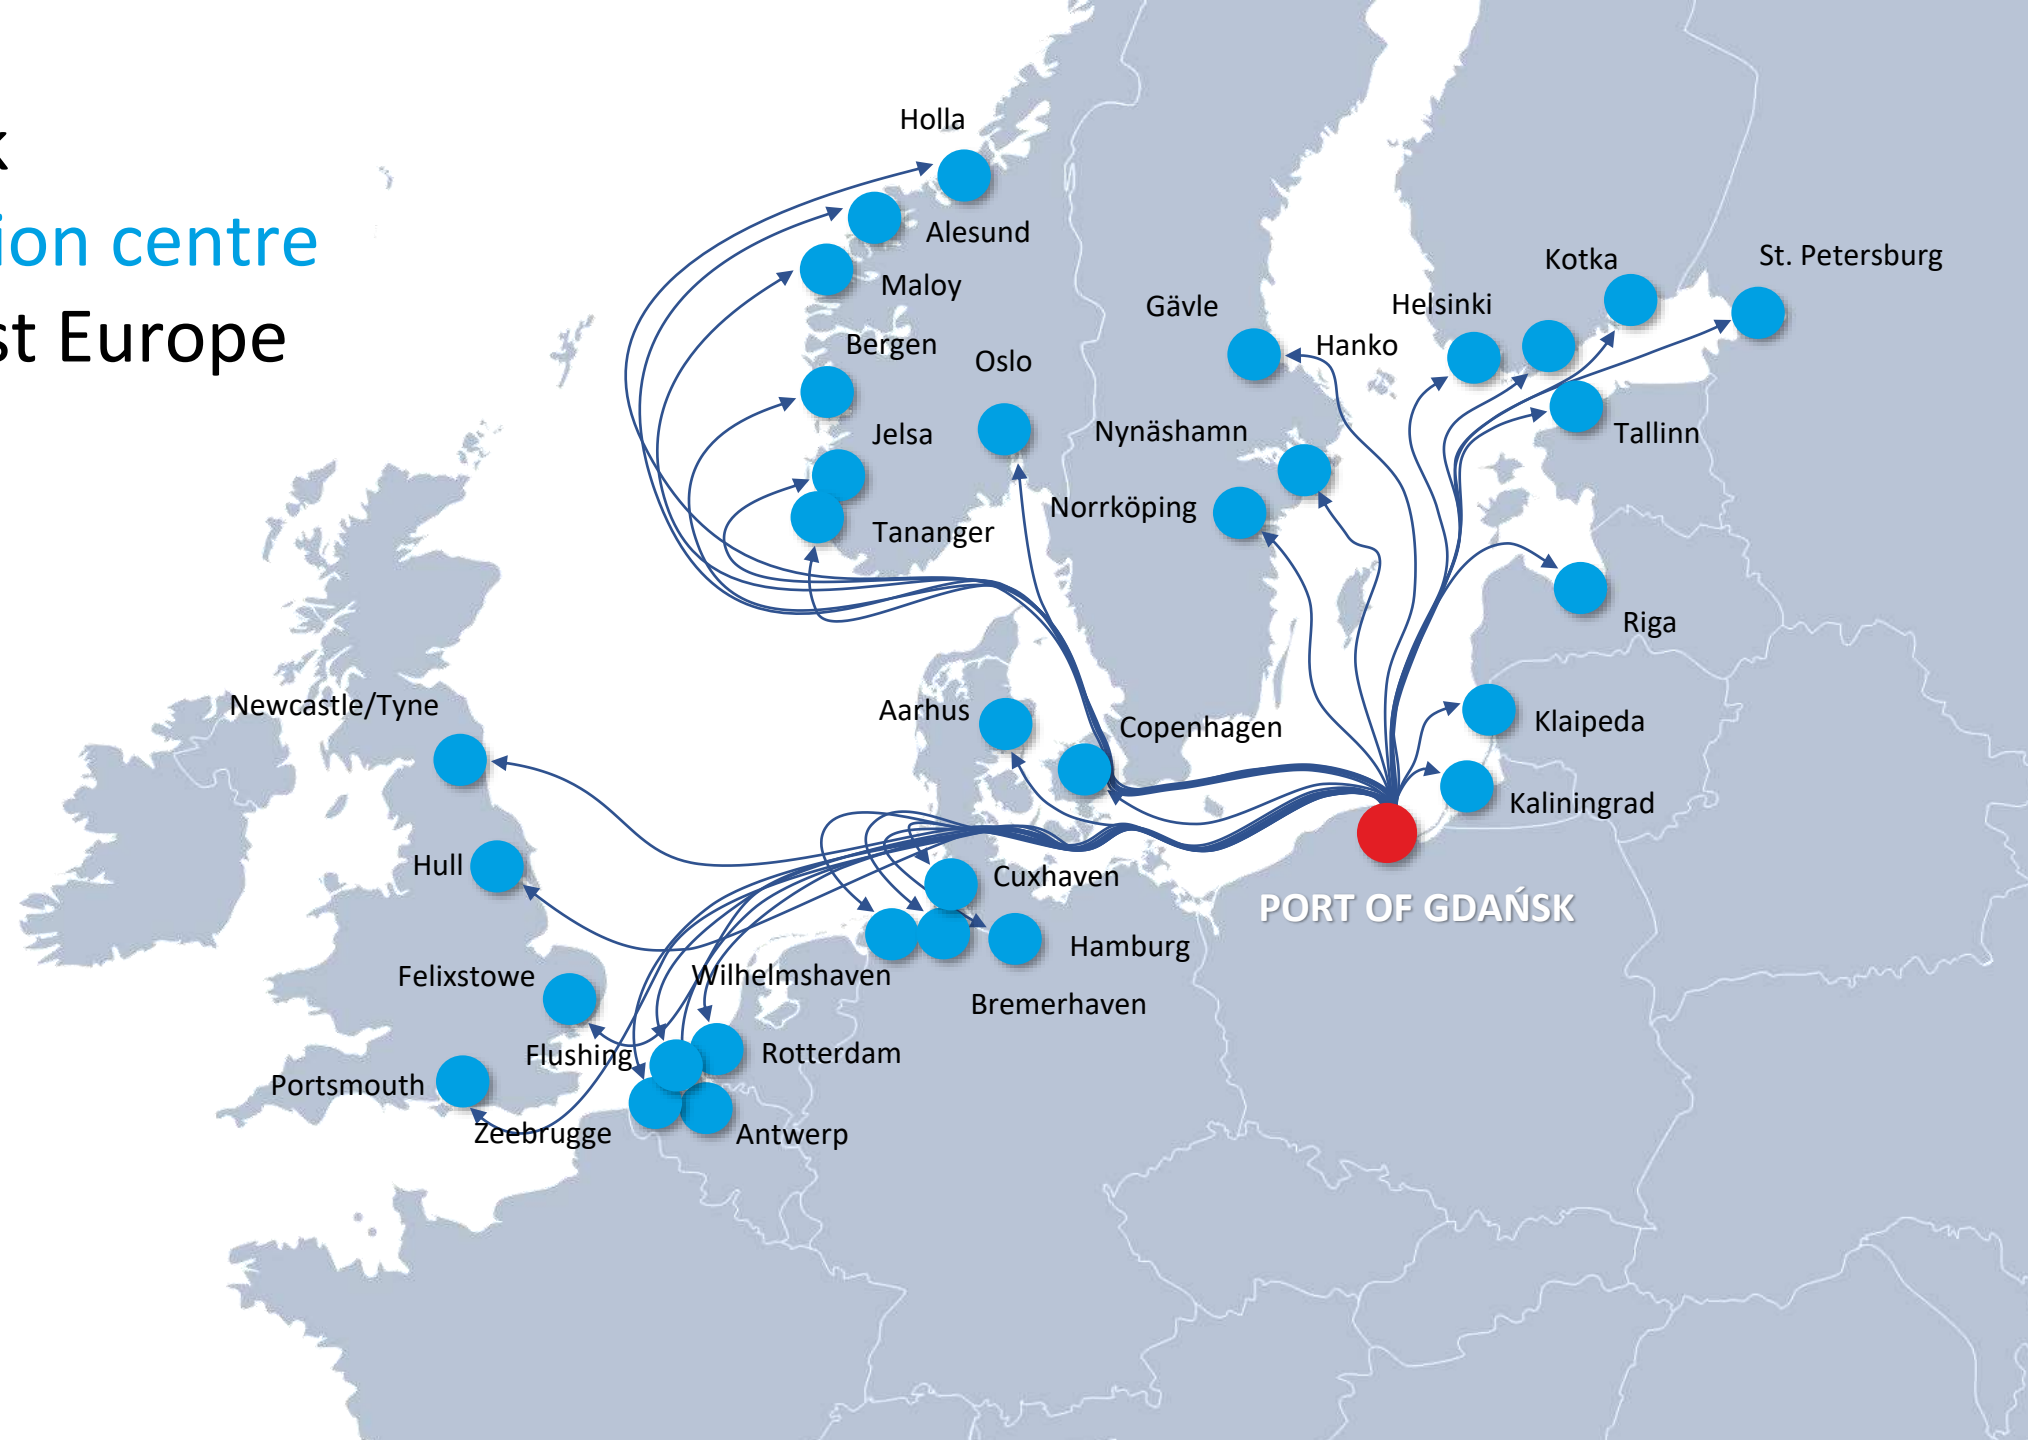 ion centre
st Europe
Holla
Alesund
Maloy
Bergen
Oslo
Jelsa
Tananger
Gävle
Hanko
Helsinki
Kotka
St. Petersburg
Nynäshamn
Norrköping
Tallinn
Riga
Newcastle/Tyne
Aarhus
Copenhagen
Klaipeda
Kaliningrad
Hull
Cuxhaven
PORT OF GDAŃSK
Hamburg
Felixstowe
Wilhelmshaven
Bremerhaven
Flushing
Rotterdam
Portsmouth
Zeebrugge
Antwerp